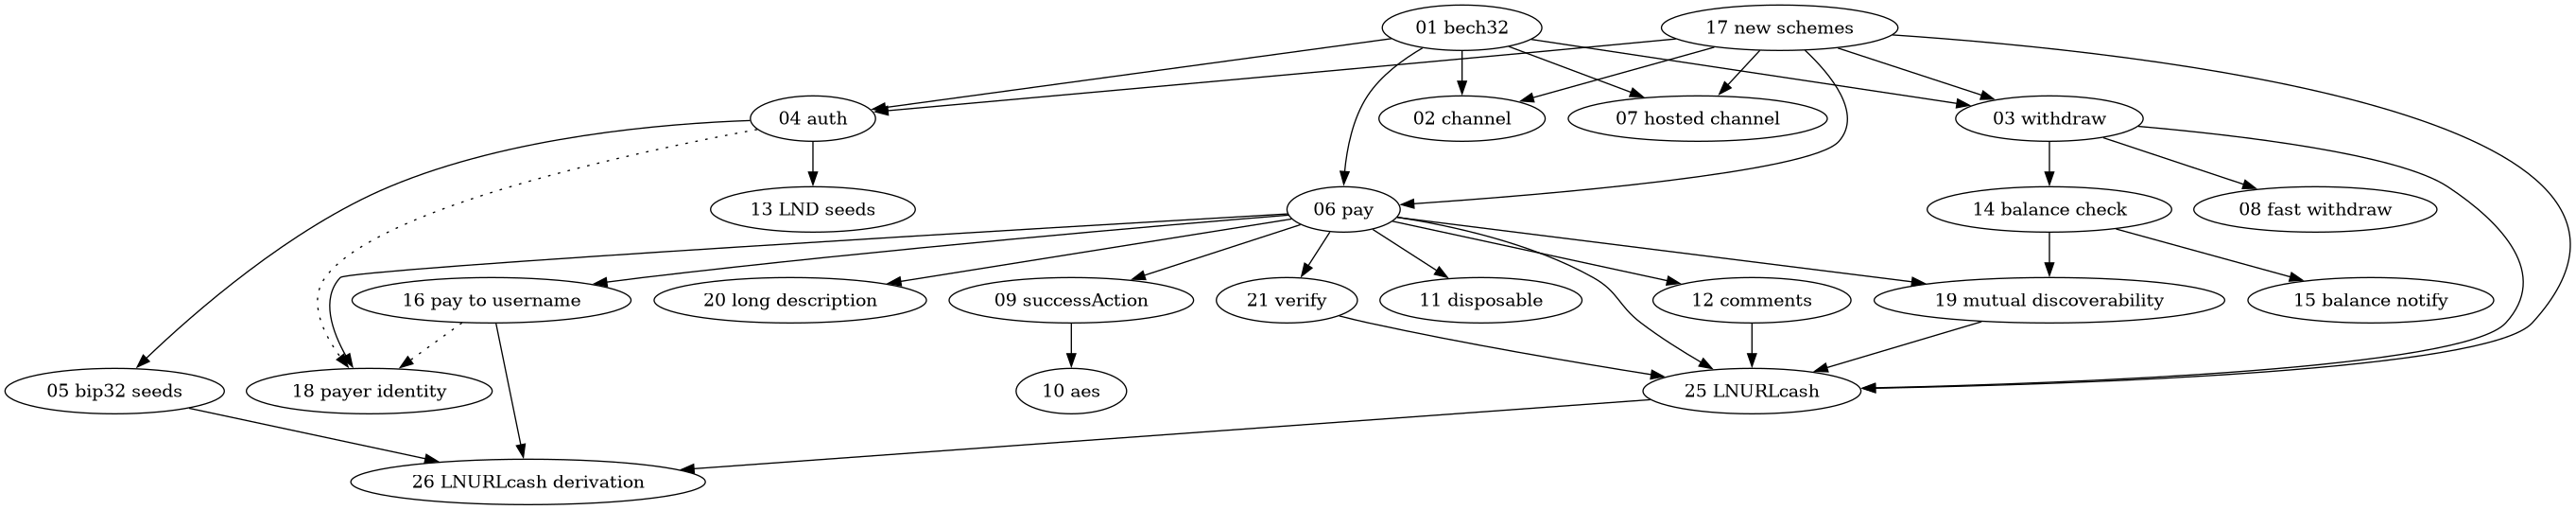 01 bech32
17 new schemes
04 auth
02 channel
07 hosted channel
03 withdraw
13 LND seeds
06 pay
14 balance check
08 fast withdraw
16 pay to username
20 long description
09 successAction
21 verify
11 disposable
12 comments
19 mutual discoverability
15 balance notify
05 bip32 seeds
18 payer identity
10 aes
25 LNURLcash
26 LNURLcash derivation